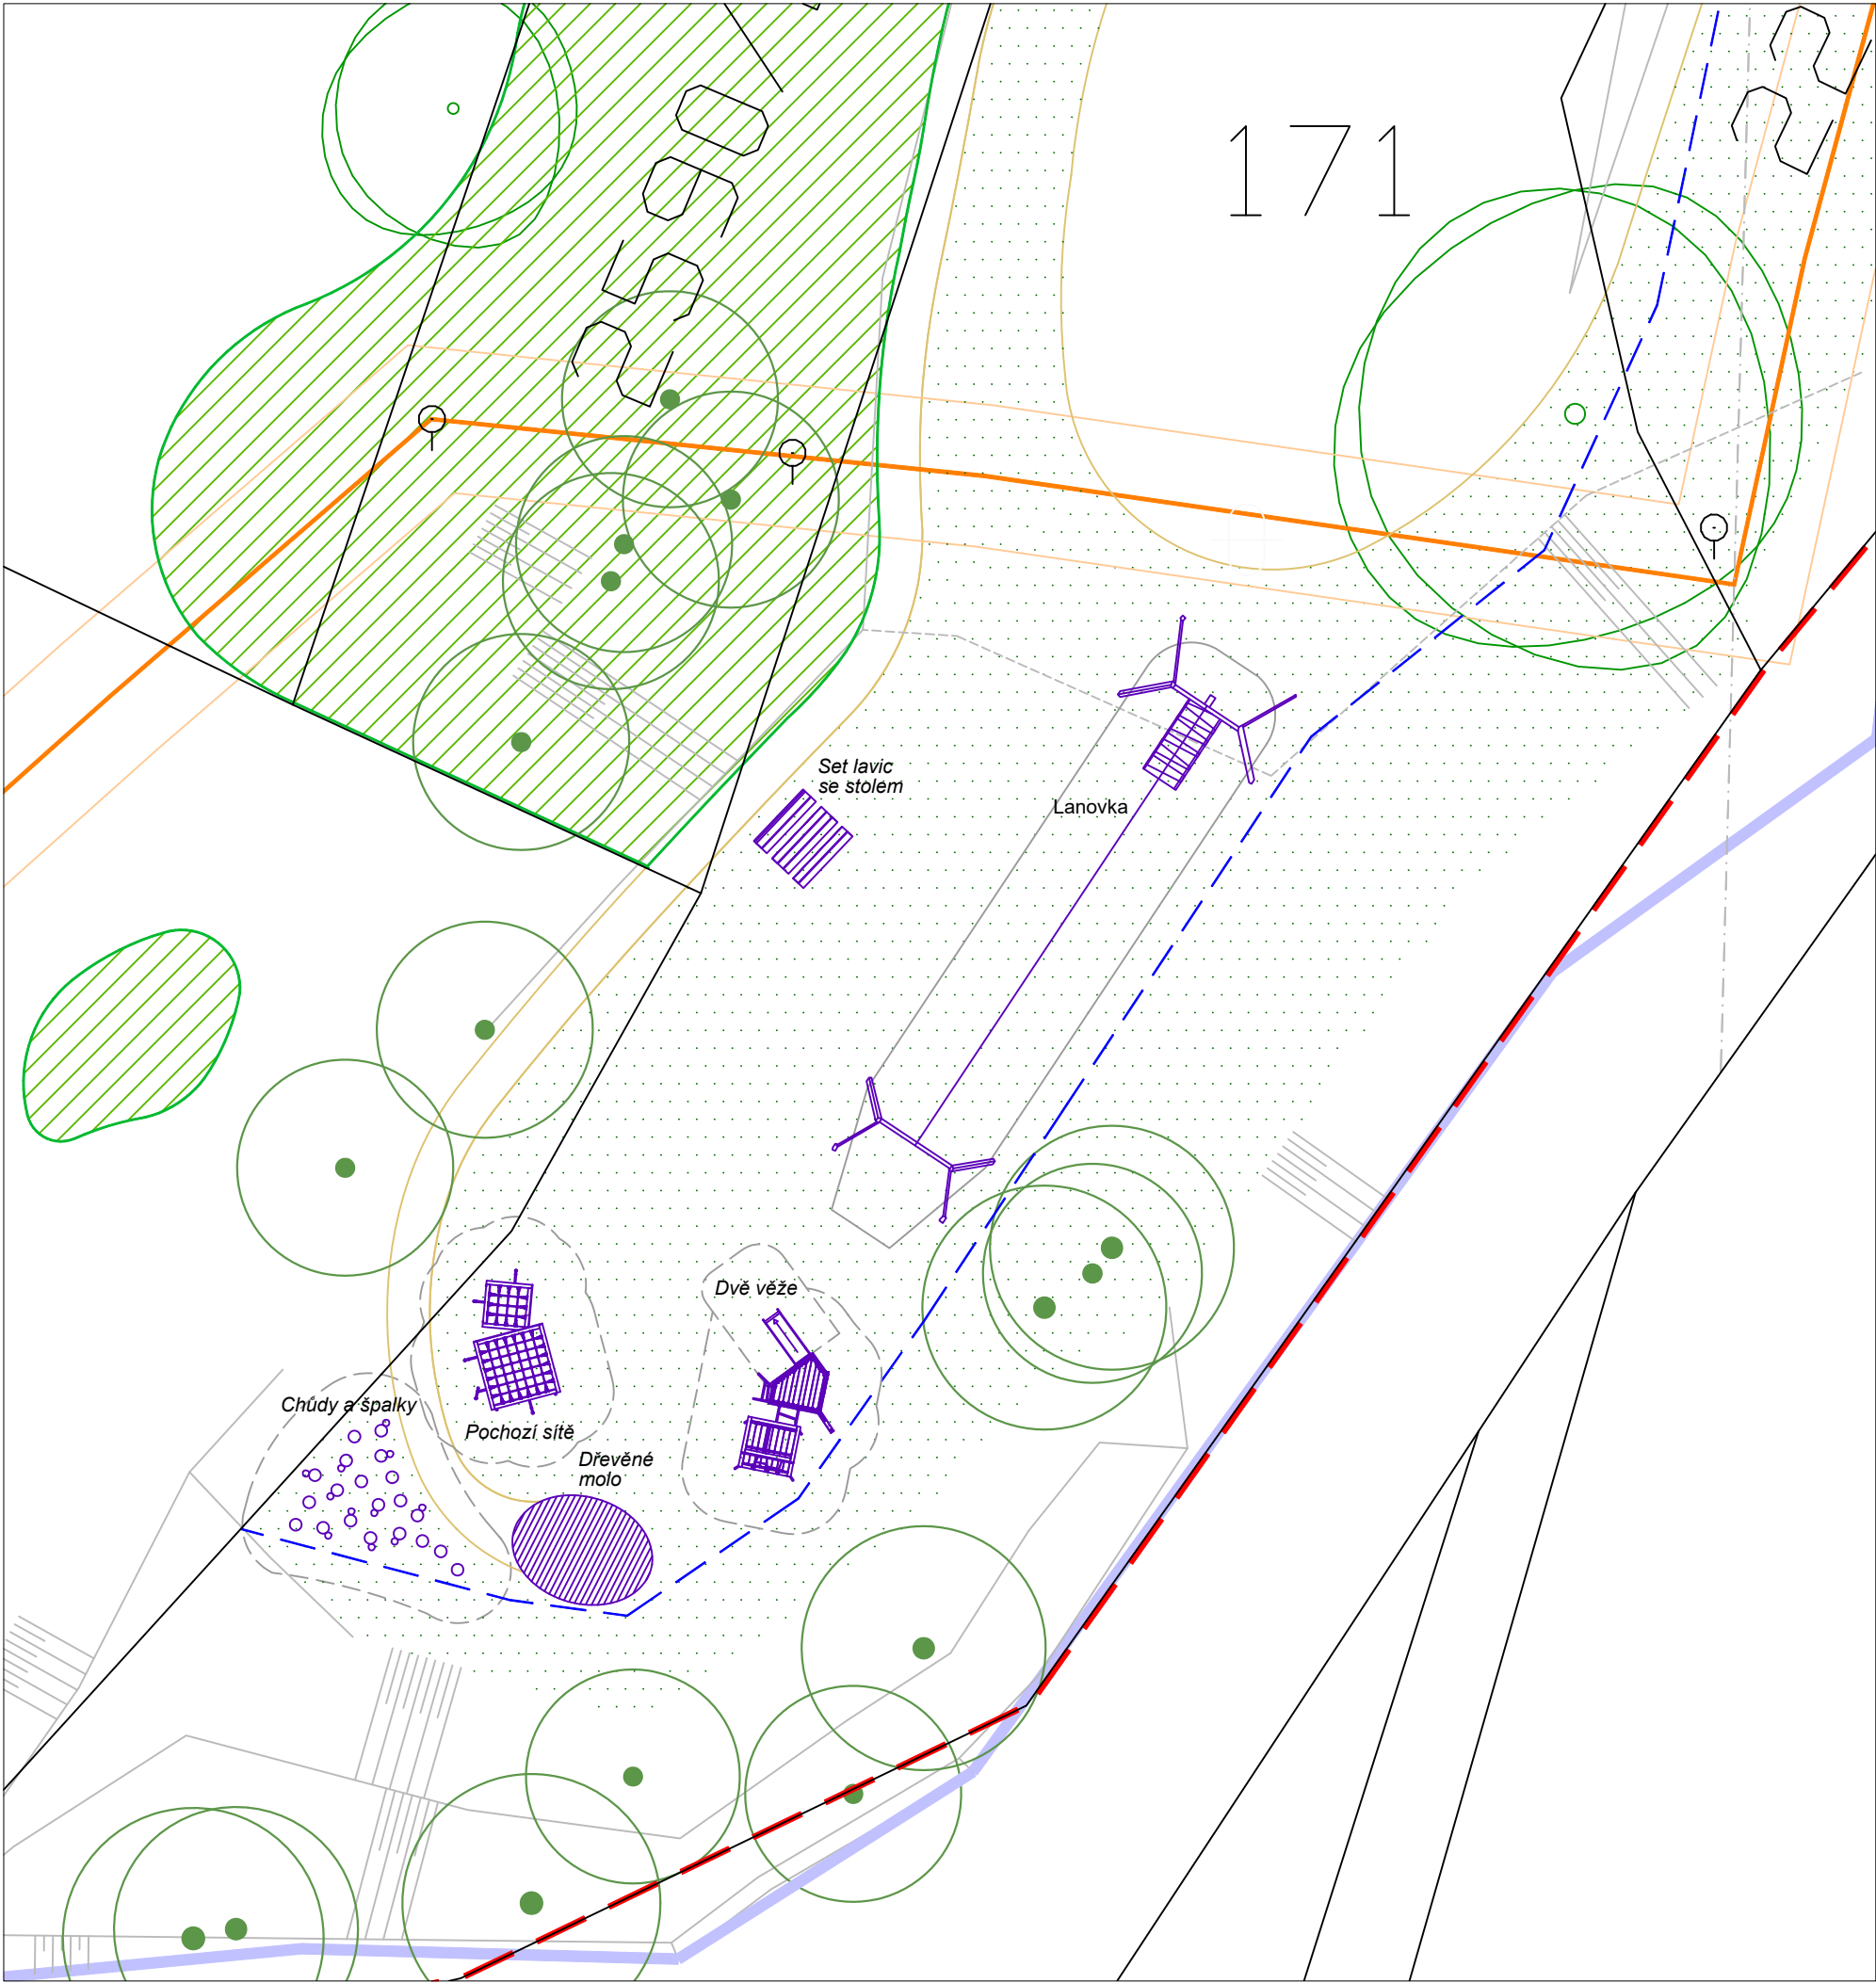 171
Set lavic
se stolem
Lanovka
Dvě věže
Chůdy a špalky
Pochozí sítě
Dřevěné
molo